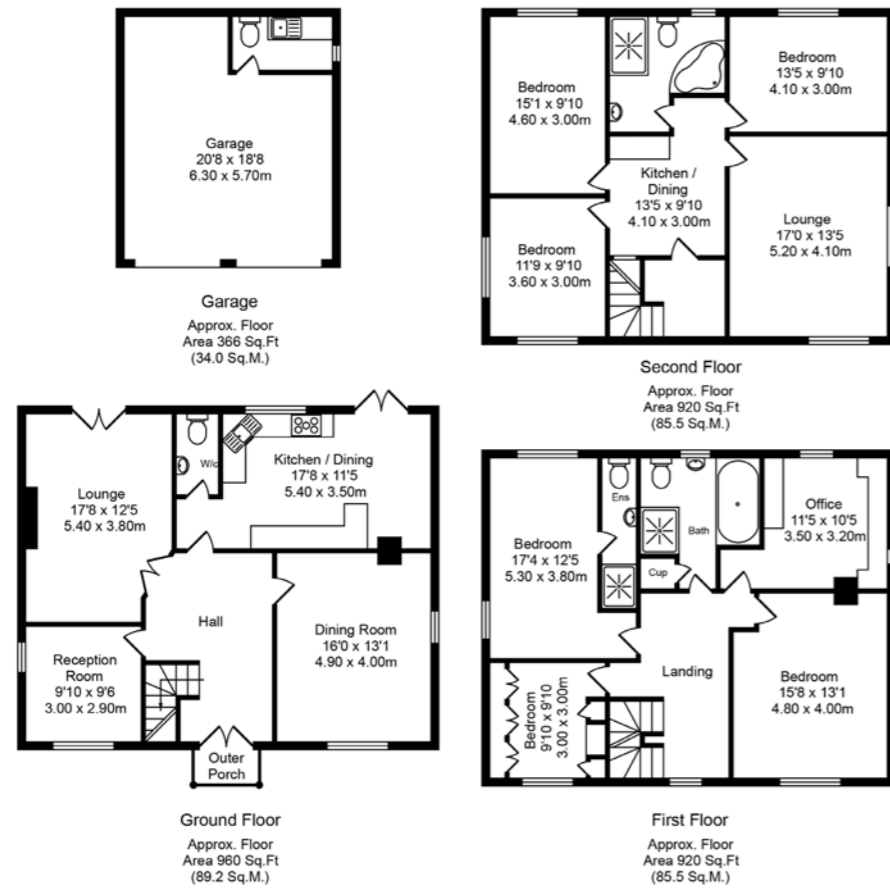 Garage
20'8 x 18'8
6.30 x 5.70m
Garage
Approx. Floor
Area 366 Sq.Ft
(34.0 Sq.M.)
Bedroom
15'1 x 9'10
4.60 x 3.00m
Bedroom
13'5 x 9'10
4.10 x 3.00m
Kitchen /
Dining
13'5 x 9'10
4.10 x 3.00m
Lounge
17'0 x 13'5
5.20 x 4.10m
Bedroom
11'9 x 9'10
3.60 x 3.00m
Second Floor
Approx. Floor
Area 920 Sq.Ft
(85.5 Sq.M.)
Lounge
17'8 x 12'5
5.40 x 3.80m
W/c
Kitchen / Dining
17'8 x 11'5
5.40 x 3.50m
Hall
Dining Room
16'0 x 13'1
4.90 x 4.00m
Reception
Room
9'10 x 9'6
3.00 x 2.90m
Outer
Porch
Ground Floor
Approx. Floor
Area 960 Sq.Ft
(89.2 Sq.M.)
Bedroom
17'4 x 12'5
5.30 x 3.80m
Ens
Bath
Cup
Office
11'5 x 10'5
3.50 x 3.20m
Landing
Bedroom
15'8 x 13'1
4.80 x 4.00m
Bedroom
9'10 x 9'10
3.00 x 3.00m
First Floor
Approx. Floor
Area 920 Sq.Ft
(85.5 Sq.M.)